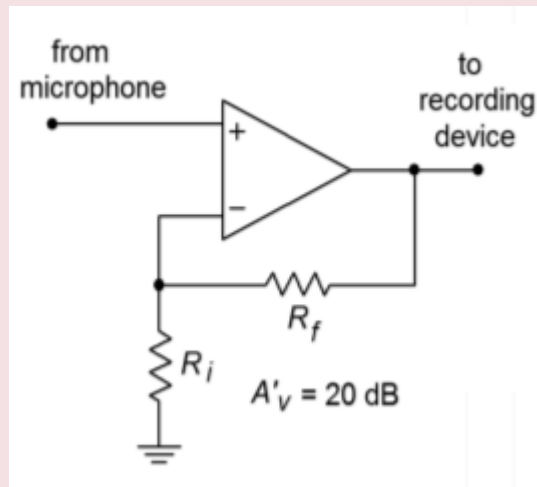 from
microphone
to
recording
device
+
−
R_f
R_i
A'_v = 20 dB